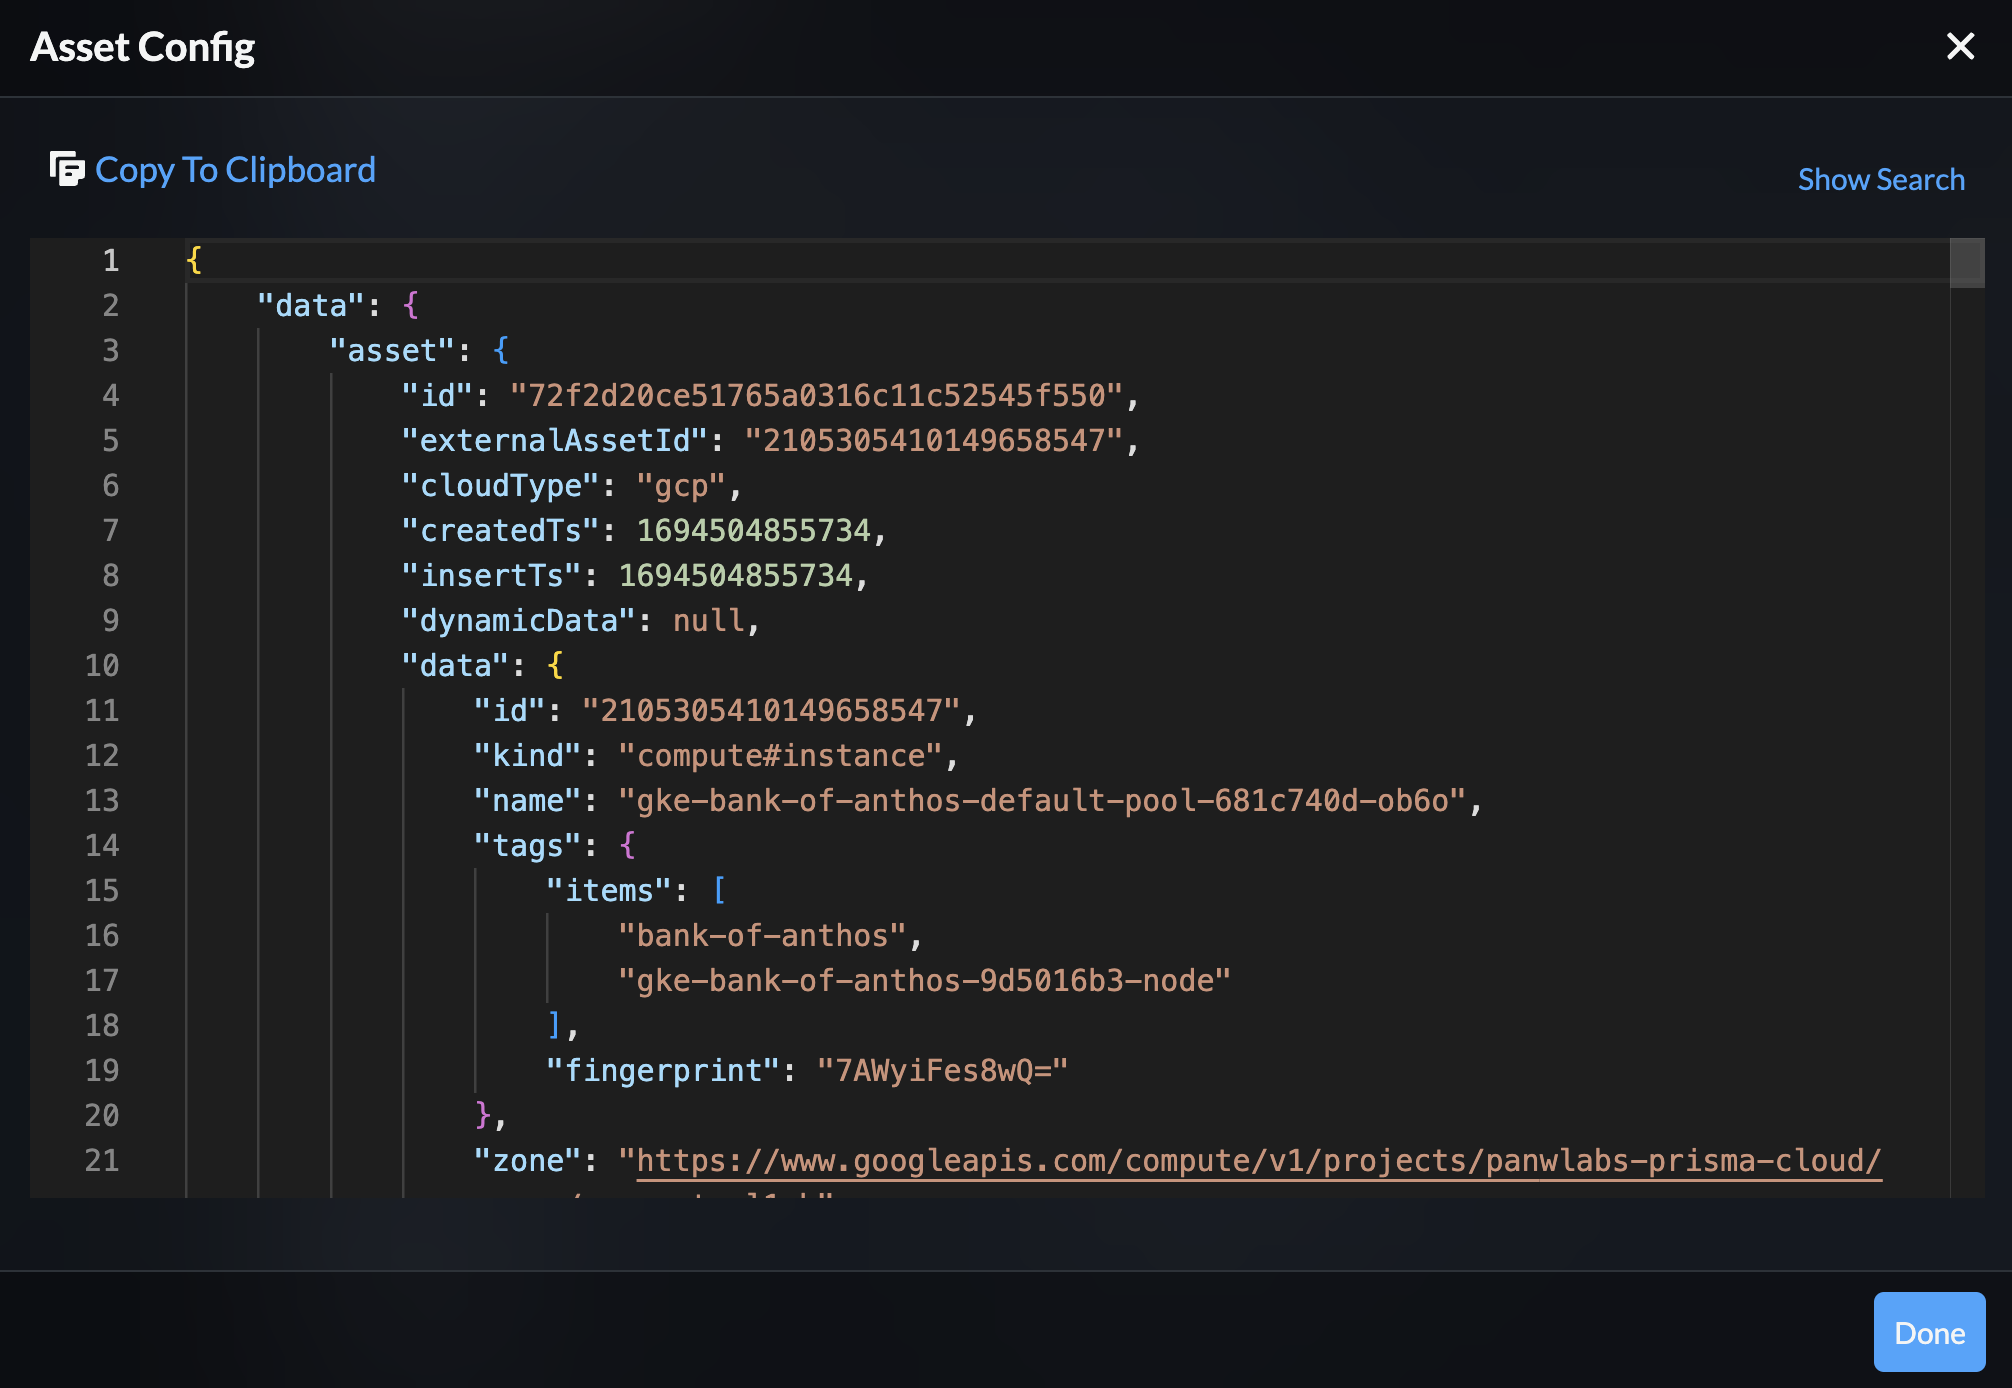 Asset Config
Copy To Clipboard
Show Search
1 {
2 "data": {
3 "asset": {
4 "id": "72f2d20ce51765a0316c11c52545f550",
5 "externalAssetId": "2105305410149658547",
6 "cloudType": "gcp",
7 "createdTs": 1694504855734,
8 "insertTs": 1694504855734,
9 "dynamicData": null,
10 "data": {
11 "id": "2105305410149658547",
12 "kind": "compute#instance",
13 "name": "gke-bank-of-anthos-default-pool-681c740d-ob6o",
14 "tags": {
15 "items": [
16 "bank-of-anthos",
17 "gke-bank-of-anthos-9d5016b3-node"
18 ],
19 "fingerprint": "7AWyiFes8wQ="
20 },
21 "zone": "https://www.googleapis.com/compute/v1/projects/panwlabs-prisma-cloud/
Done